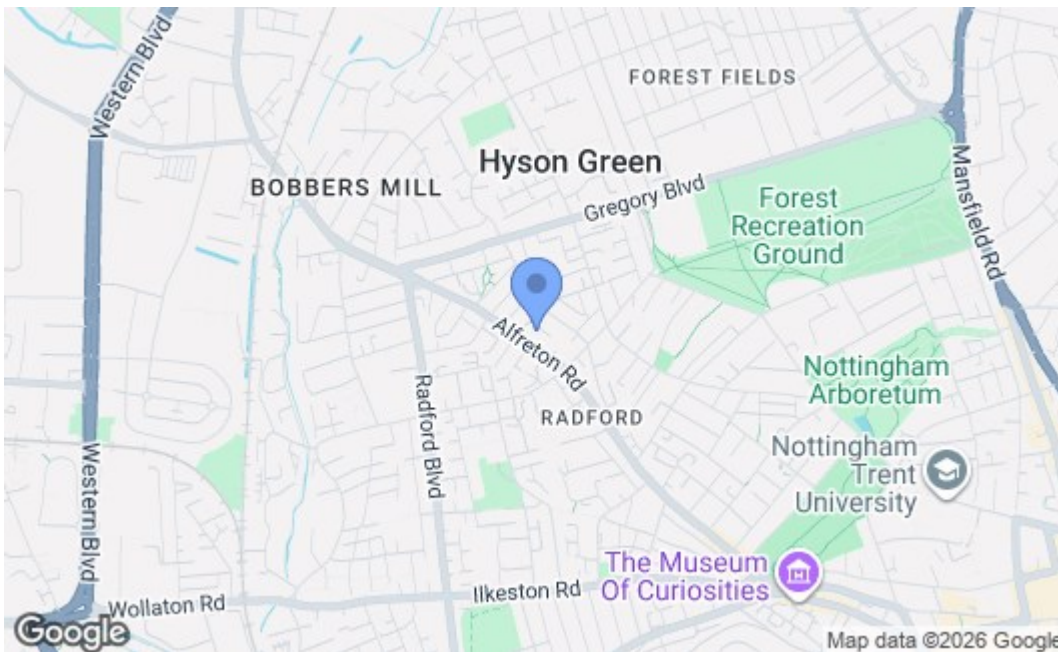 Western Blvd
FOREST FIELDS
Hyson Green
BOBBERS MILL
Gregory Blvd
Mansfield Rd
Forest
Recreation
Ground
Alfreton Rd
Nottingham
Arboretum
RADFORD
Radford Blvd
Nottingham
Trent
University
Western Blvd
The Museum
Of Curiosities
Ilkeston Rd
Wollaton Rd
Google
Map data ©2026 Google